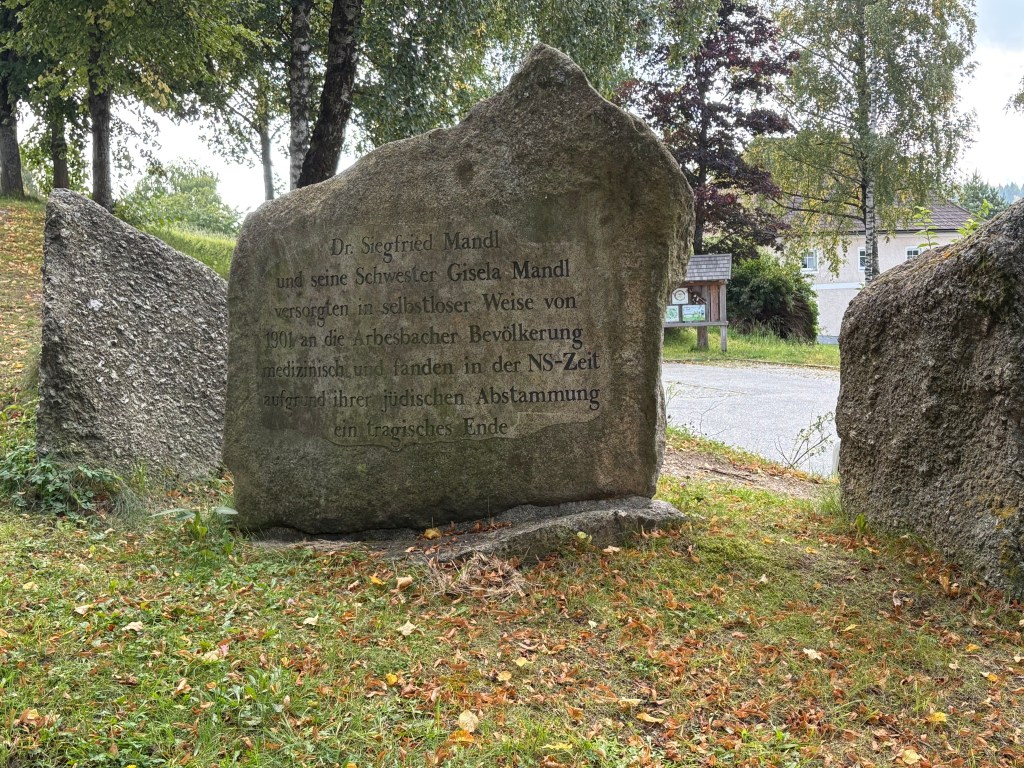 Dr. Siegfried Mandl
und seine Schwester Gisela Mandl
versorgten in selbstloser Weise von
1901 an die Arbesbacher Bevölkerung
medizinisch und fanden in der NS-Zeit
aufgrund ihrer jüdischen Abstammung
ein tragisches Ende